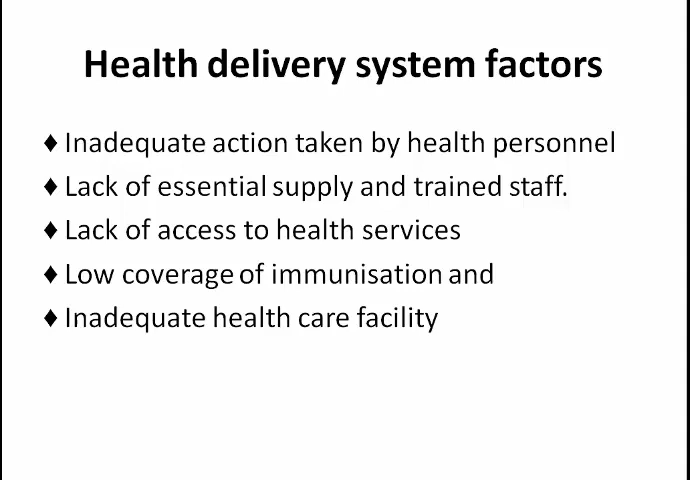 Health delivery system factors
♦ Inadequate action taken by health personnel
♦ Lack of essential supply and trained staff.
♦ Lack of access to health services
♦ Low coverage of immunisation and
♦ Inadequate health care facility